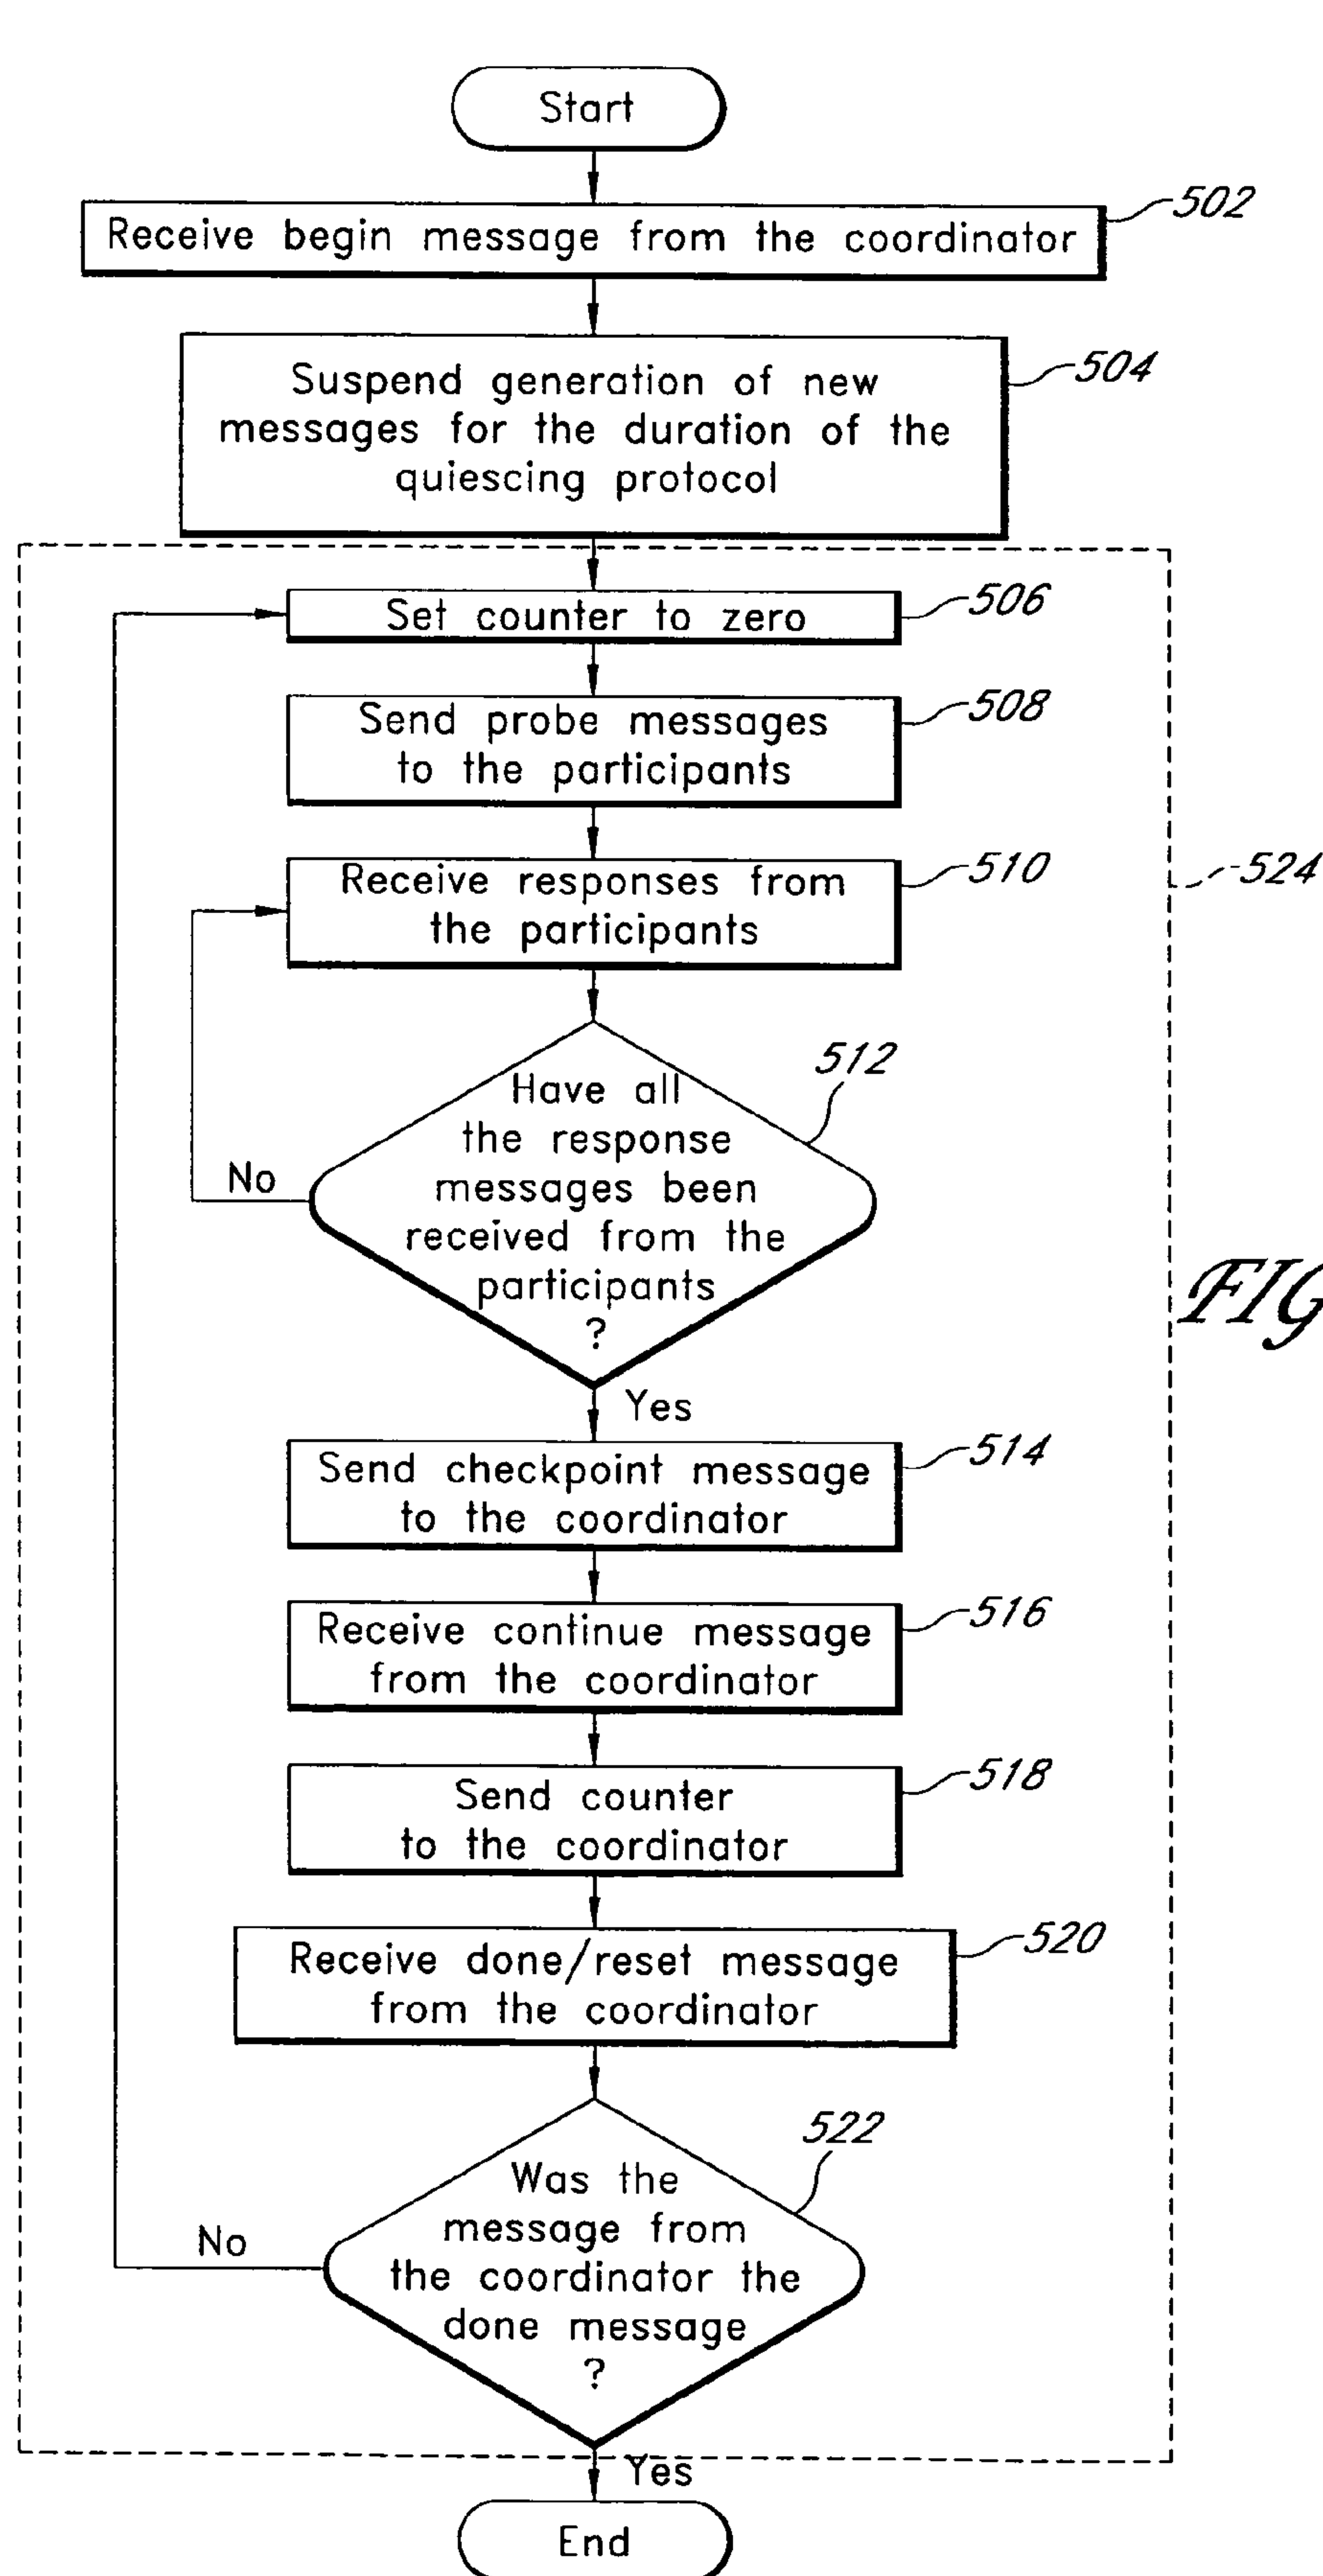 Start
502
Receive begin message from the coordinator
504
Suspend generation of new
messages for the duration of the
quiescing protocol
506
Set counter to zero
508
Send probe messages
to the participants
510
Receive responses from
the participants
524
512
Have all
the response
messages been
received from the
participants
?
No
FIG
Yes
514
Send checkpoint message
to the coordinator
516
Receive continue message
from the coordinator
518
Send counter
to the coordinator
520
Receive done/reset message
from the coordinator
522
Was the
message from
the coordinator the
done message
?
No
Yes
End